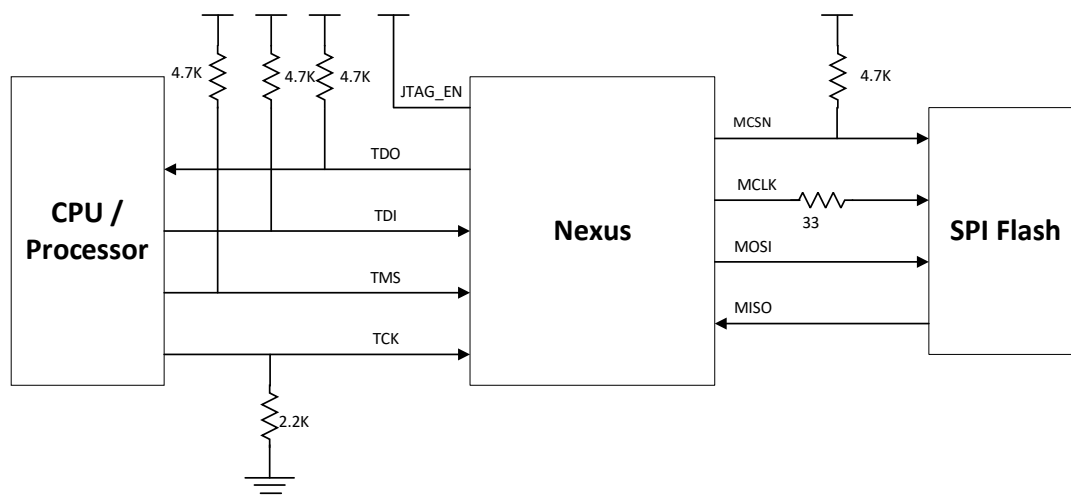 4.7K
4.7K
4.7K
4.7K
JTAG_EN
MCSN
TDO
MCLK
CPU /
Processor
TDI
Nexus
33
SPI Flash
MOSI
TMS
MISO
TCK
2.2K